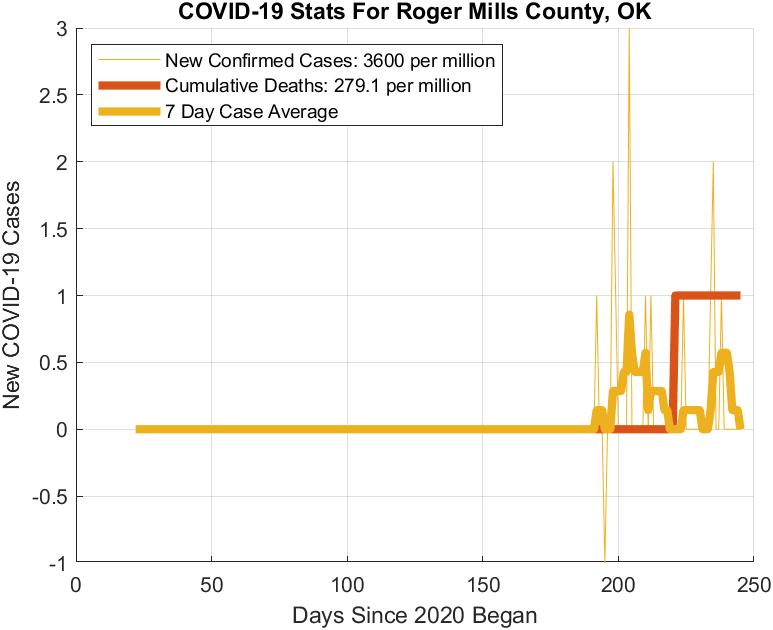 COVID-19 Stats For Roger Mills County, OK
New Confirmed Cases: 3600 per million
Cumulative Deaths: 279.1 per million
7 Day Case Average
New COVID-19 Cases
3
2.5
2
1.5
1
0.5
0
-0.5
-1
0 50 100 150 200 250
Days Since 2020 Began